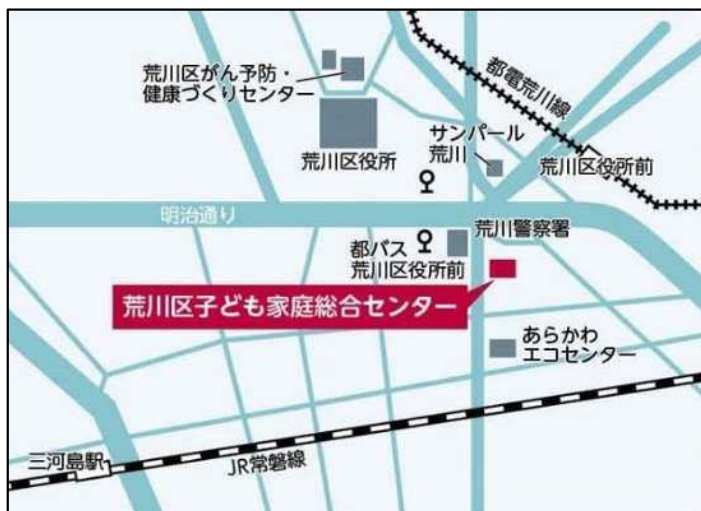 荒川区がん予防・
健康づくりセンター
荒川区役所
サンパール
荒川
都電荒川線
荒川区役所前
明治通り
都バス
荒川区役所前
荒川警察署
荒川区子ども家庭総合センター
あらかわ
エコセンター
三河島駅
JR常磐線